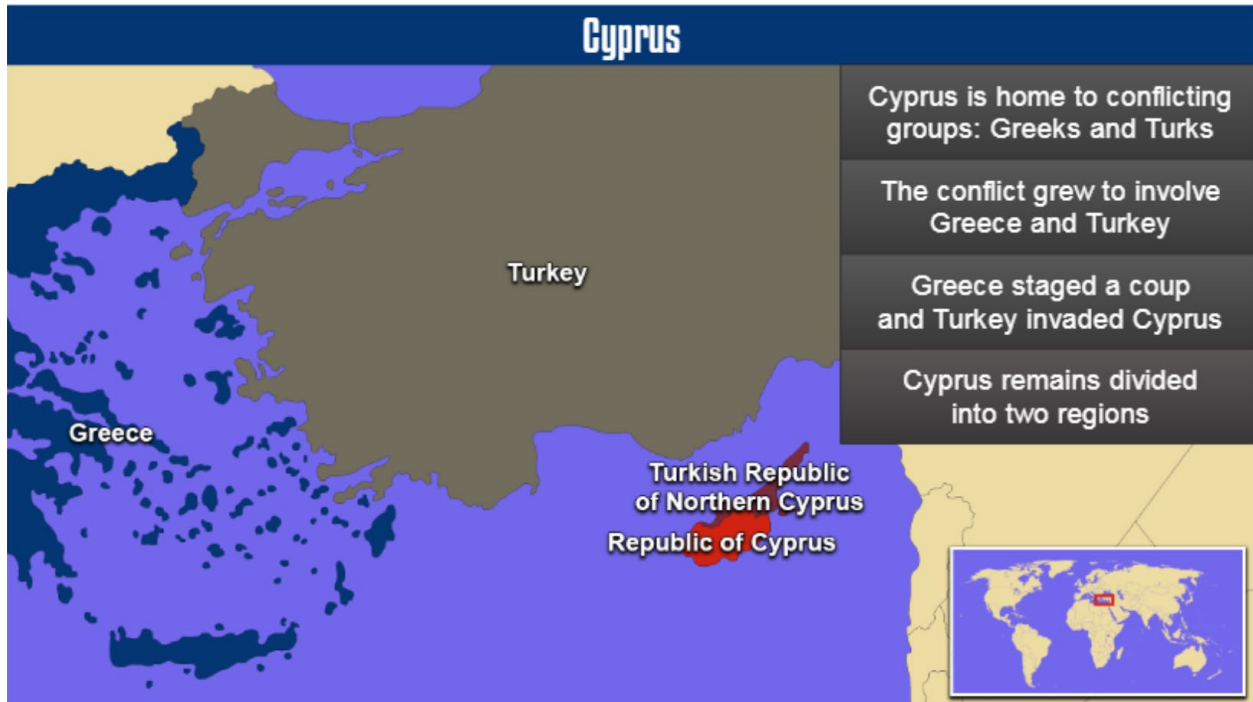 Cyprus
Cyprus is home to conflicting
groups: Greeks and Turks
The conflict grew to involve
Greece and Turkey
Greece staged a coup
and Turkey invaded Cyprus
Cyprus remains divided
into two regions
Turkey
Greece
Turkish Republic
of Northern Cyprus
Republic of Cyprus